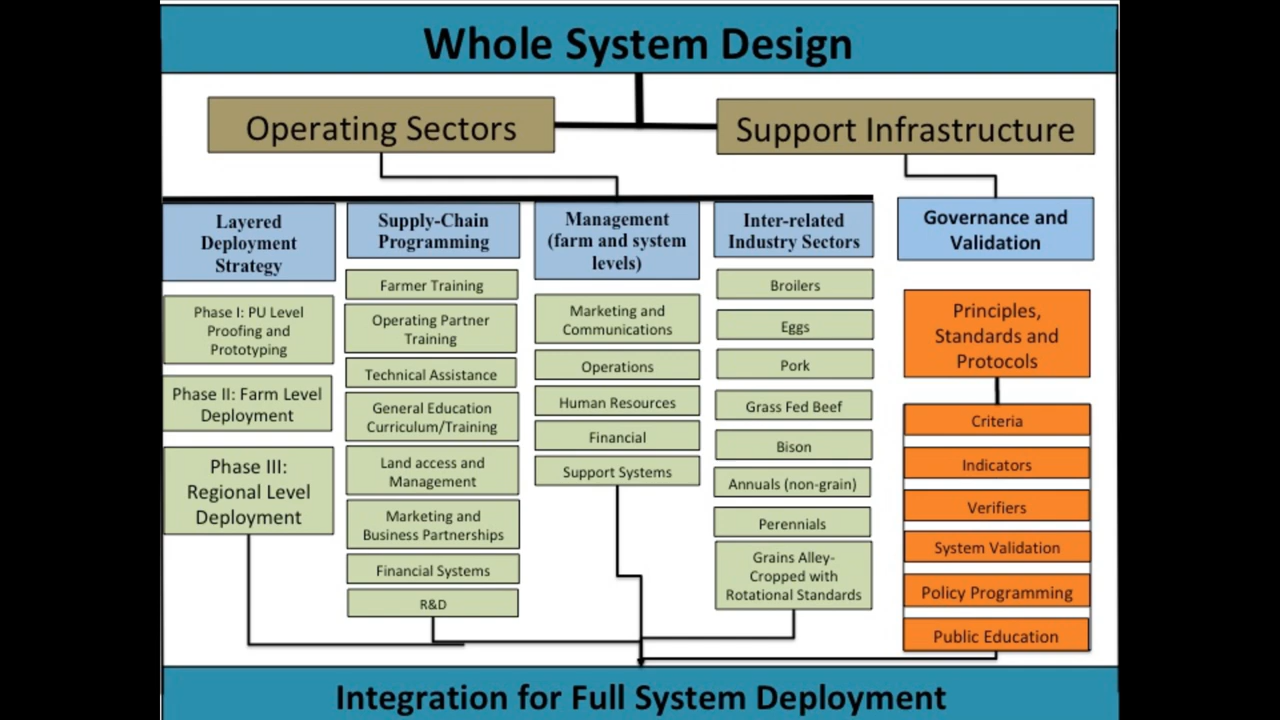 Whole System Design
Operating Sectors
Support Infrastructure
Layered
Deployment
Strategy
Phase I: PU Level
Proofing and
Prototyping
Phase II: Farm Level
Deployment
Phase III:
Regional Level
Deployment
Supply-Chain
Programming
Farmer Training
Operating Partner
Training
Technical Assistance
General Education
Curriculum/Training
Land access and
Management
Marketing and
Business Partnerships
Financial Systems
R&D
Management
(farm and system
levels)
Marketing and
Communications
Operations
Human Resources
Financial
Support Systems
Inter-related
Industry Sectors
Broilers
Eggs
Pork
Grass Fed Beef
Bison
Annuals (non-grain)
Perennials
Grains Alley-
Cropped with
Rotational Standards
Governance and
Validation
Principles,
Standards and
Protocols
Criteria
Indicators
Verifiers
System Validation
Policy Programming
Public Education
Integration for Full System Deployment